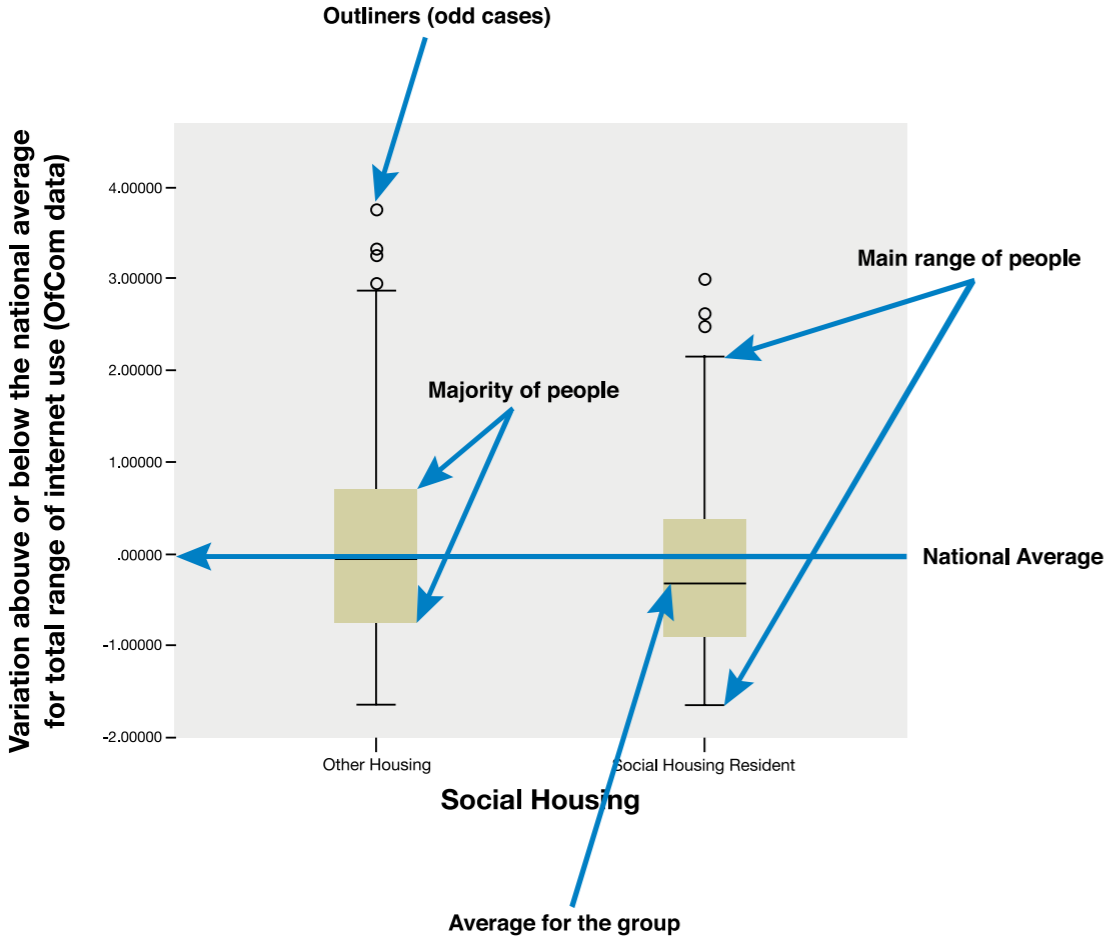 Outliners (odd cases)
Variation abouve or below the national average
for total range of internet use (OfCom data)
4.00000
3.00000
2.00000
1.00000
.00000
-1.00000
-2.00000
Main range of people
Majority of people
National Average
Other Housing
Social Housing Resident
Social Housing
Average for the group